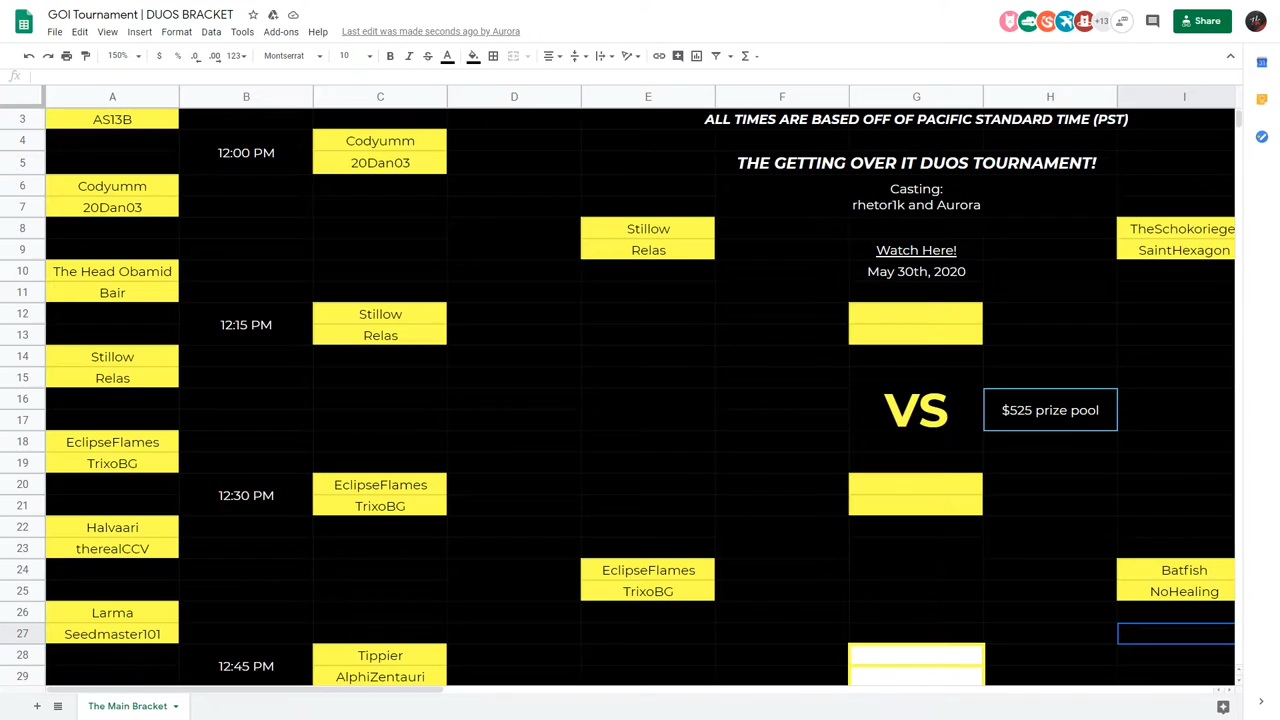 GOI Tournament | DUOS BRACKET
File Edit View Insert Format Data Tools Add-ons Help Last edit was made seconds ago by Aurora
+13
Share
150% $ % .0 .00 123 Montserrat 10 B I S A
fx
A B C D E F G H I
3 AS13B ALL TIMES ARE BASED OFF OF PACIFIC STANDARD TIME (PST)
4 Codyumm
12:00 PM
5 20Dan03 THE GETTING OVER IT DUOS TOURNAMENT!
6 Codyumm Casting:
7 20Dan03 rhetor1k and Aurora
8 Stillow TheSchokoriege
9 Relas Watch Here! SaintHexagon
10 The Head Obamid May 30th, 2020
11 Bair
12 Stillow
12:15 PM
13 Relas
14 Stillow
15 Relas
16
VS $525 prize pool
17
18 EclipseFlames
19 TrixoBG
20 EclipseFlames
12:30 PM
21 TrixoBG
22 Halvaari
23 therealCCV
24 EclipseFlames Batfish
25 TrixoBG NoHealing
26 Larma
27 Seedmaster101
28 Tippier
12:45 PM
29 AlphiZentauri
The Main Bracket